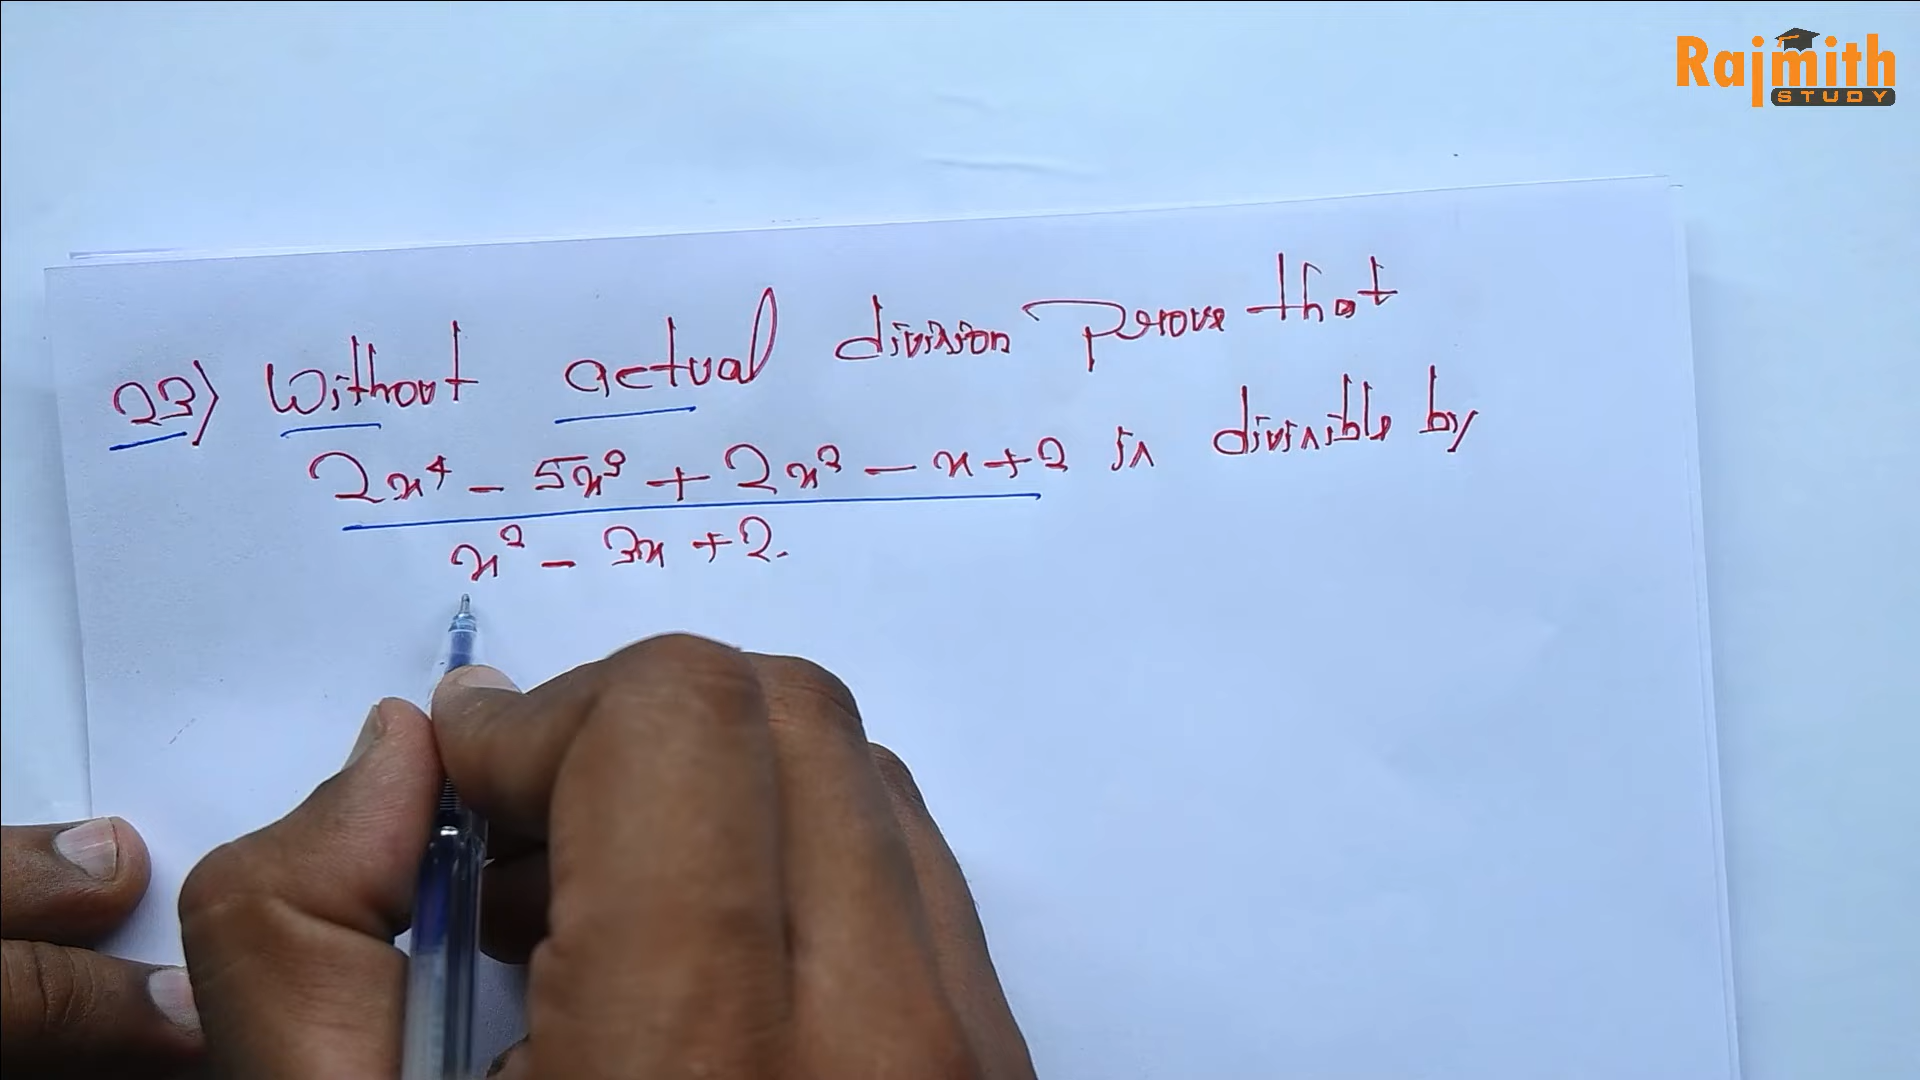 Rajmith
STUDY
23) Without actual division prove that
2x⁴ - 5x³ + 2x² - x + 2 is divisible by
x² - 3x + 2.